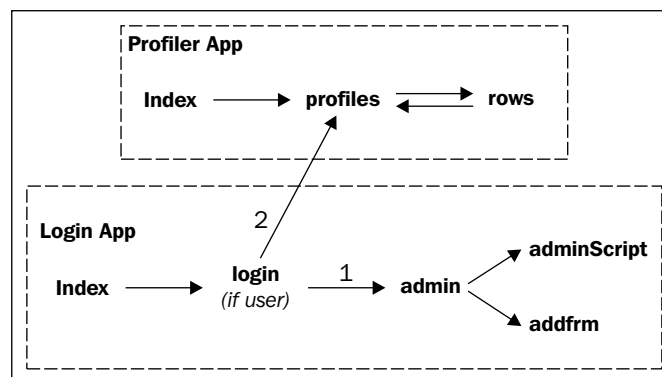 Profiler App
Index
profiles
rows
2
Login App
Index
login
(if user)
1
admin
adminScript
addfrm